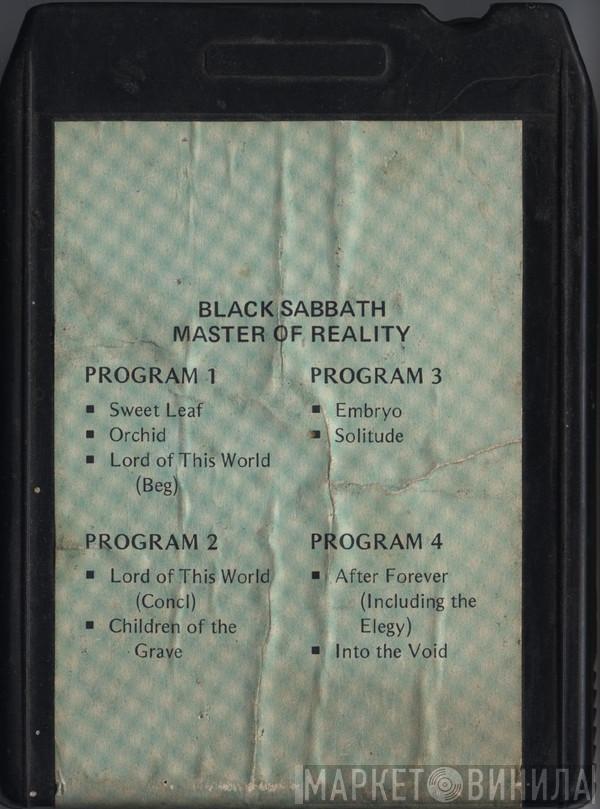 BLACK SABBATH
MASTER OF REALITY
PROGRAM 1
▪ Sweet Leaf
▪ Orchid
▪ Lord of This World
(Beg)
PROGRAM 2
▪ Lord of This World
(Concl)
▪ Children of the
Grave
PROGRAM 3
▪ Embryo
▪ Solitude
PROGRAM 4
▪ After Forever
(Including the
Elegy)
▪ Into the Void
МАРКЕТ ВИНИЛА